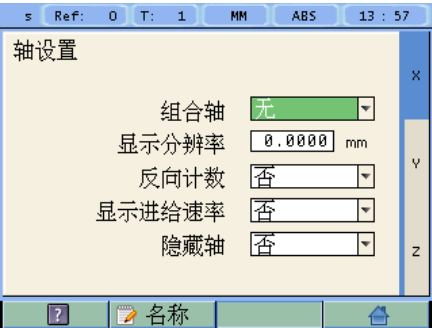 s Ref: 0 T: 1 MM ABS 13 : 57
轴设置
X
组合轴 无
显示分辨率 0.0000 mm
反向计数 否
Y
显示进给速率 否
隐藏轴 否
Z
? 名称